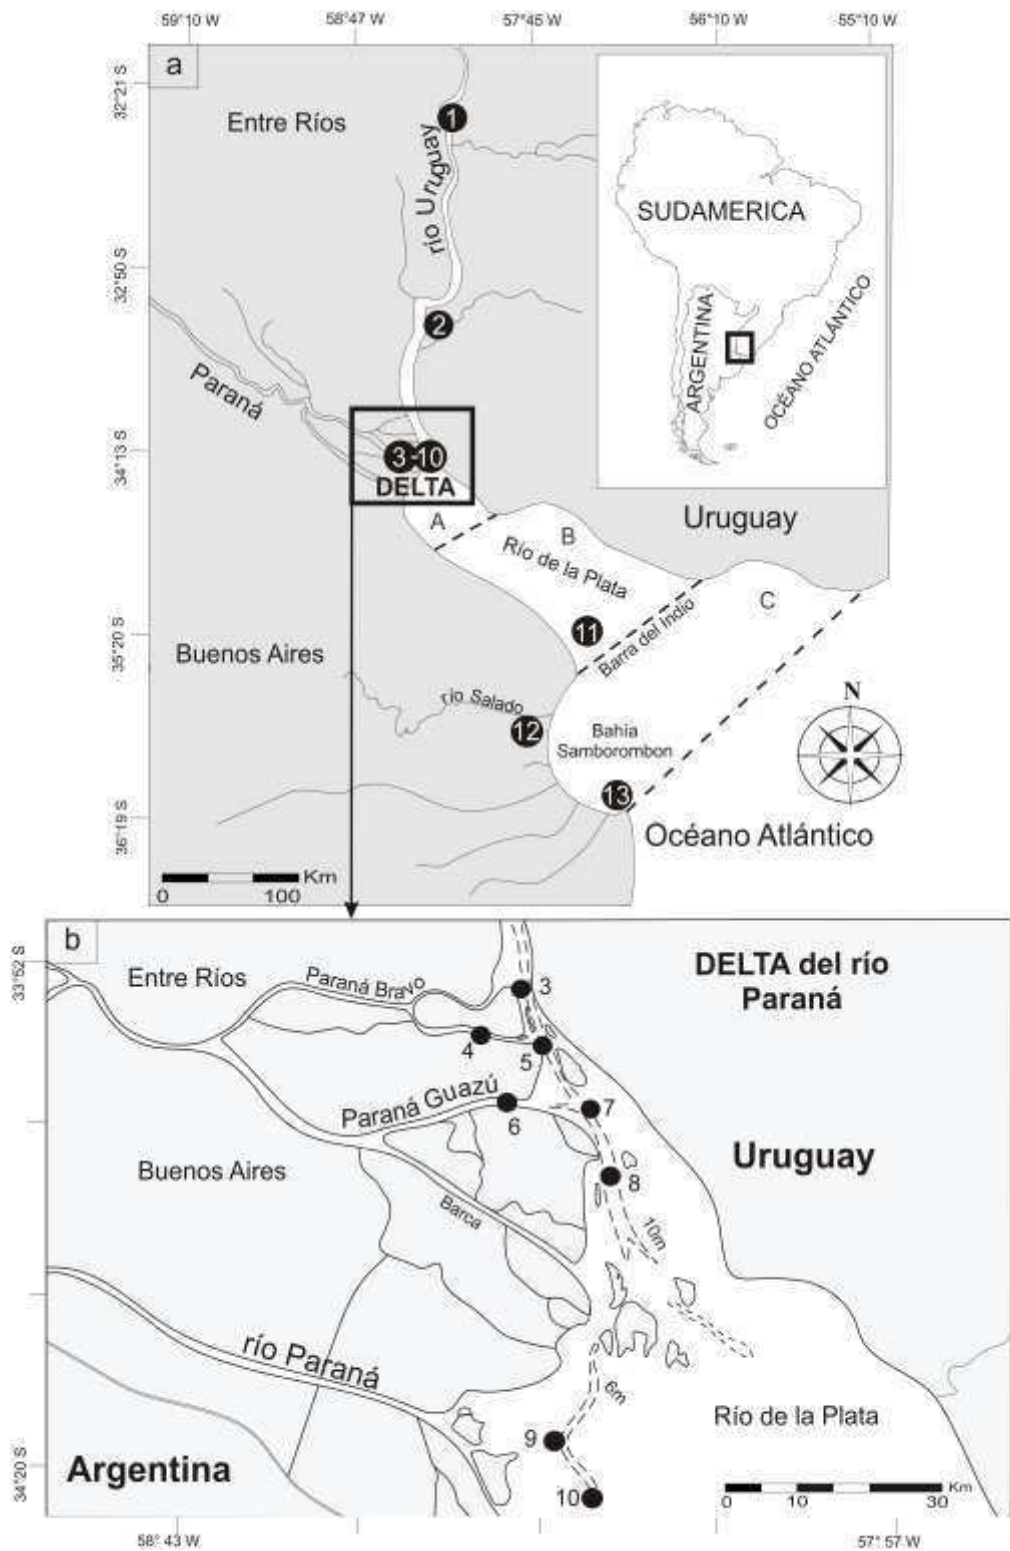 59°10 W
58°47 W
57°45 W
56°10 W
55°10 W
a
32°21 S
32°50 S
34°13 S
35°20 S
36°19 S
Entre Ríos
1
río Uruguay
2
Paraná
3-10
DELTA
A
B
C
Río de la Plata
Uruguay
11
Barra del Indio
Buenos Aires
río Salado
12
Bahia
Samborombon
13
Océano Atlántico
N
Km
0
100
SUDAMERICA
ARGENTINA
OCÉANO ATLÁNTICO
b
33°52 S
34°20 S
Entre Ríos
Paraná Bravo
DELTA del río
Paraná
3
4
5
Paraná Guazú
6
7
Uruguay
Buenos Aires
8
Barca
10m
río Paraná
6m
Río de la Plata
9
Argentina
10
Km
0
10
30
58° 43 W
57°57 W